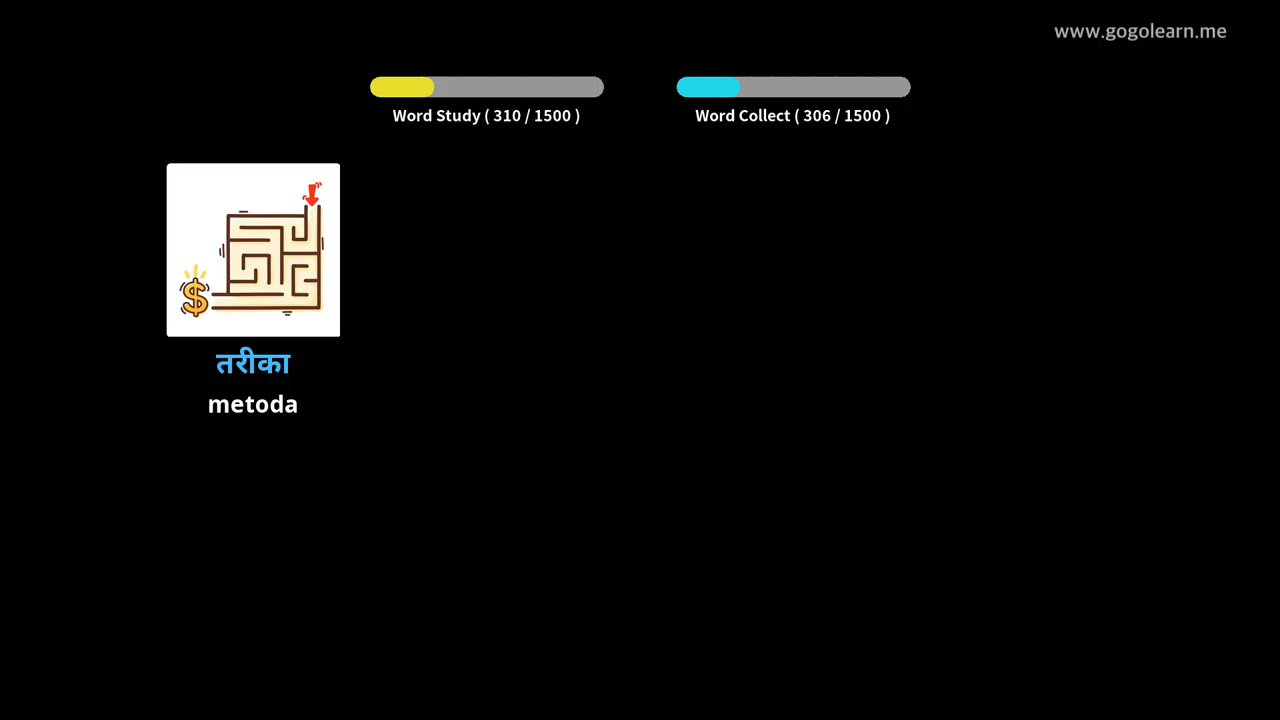 www.gogolearn.me
Word Study ( 310 / 1500 )
Word Collect ( 306 / 1500 )
$
तरीका
metoda